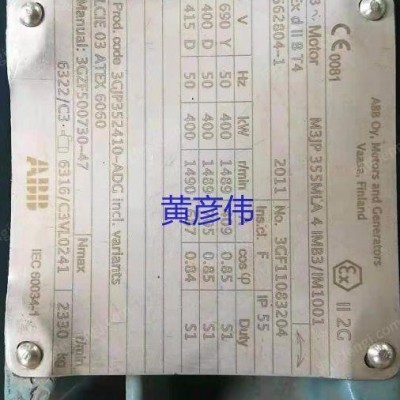 CE 0081
ABB Oy, Motors and Generators
Vaasa, Finland
Ex II 2G
3~ Motor M3JP 355MLA 4 IMB3/IM1001
Ex d IIB T4
562804-1 2011 No. 3GF11083204
Ins.cl. F IP 55
V Hz kW r/min cos φ Duty
690 Y 50 400 1489 0.85 S1
400 D 50 400 1489 0.85 S1
415 D 50 400 1490 0.84 S1
Prod. code 3GJP352410-ADG incl. variants
LCIE 03 ATEX 6060
Manual: 3GZF500730-47 Nmax r/min
6322/C3 6316/C3VL0241 2330 kg
ABB IEC 60034-1
黄彦伟